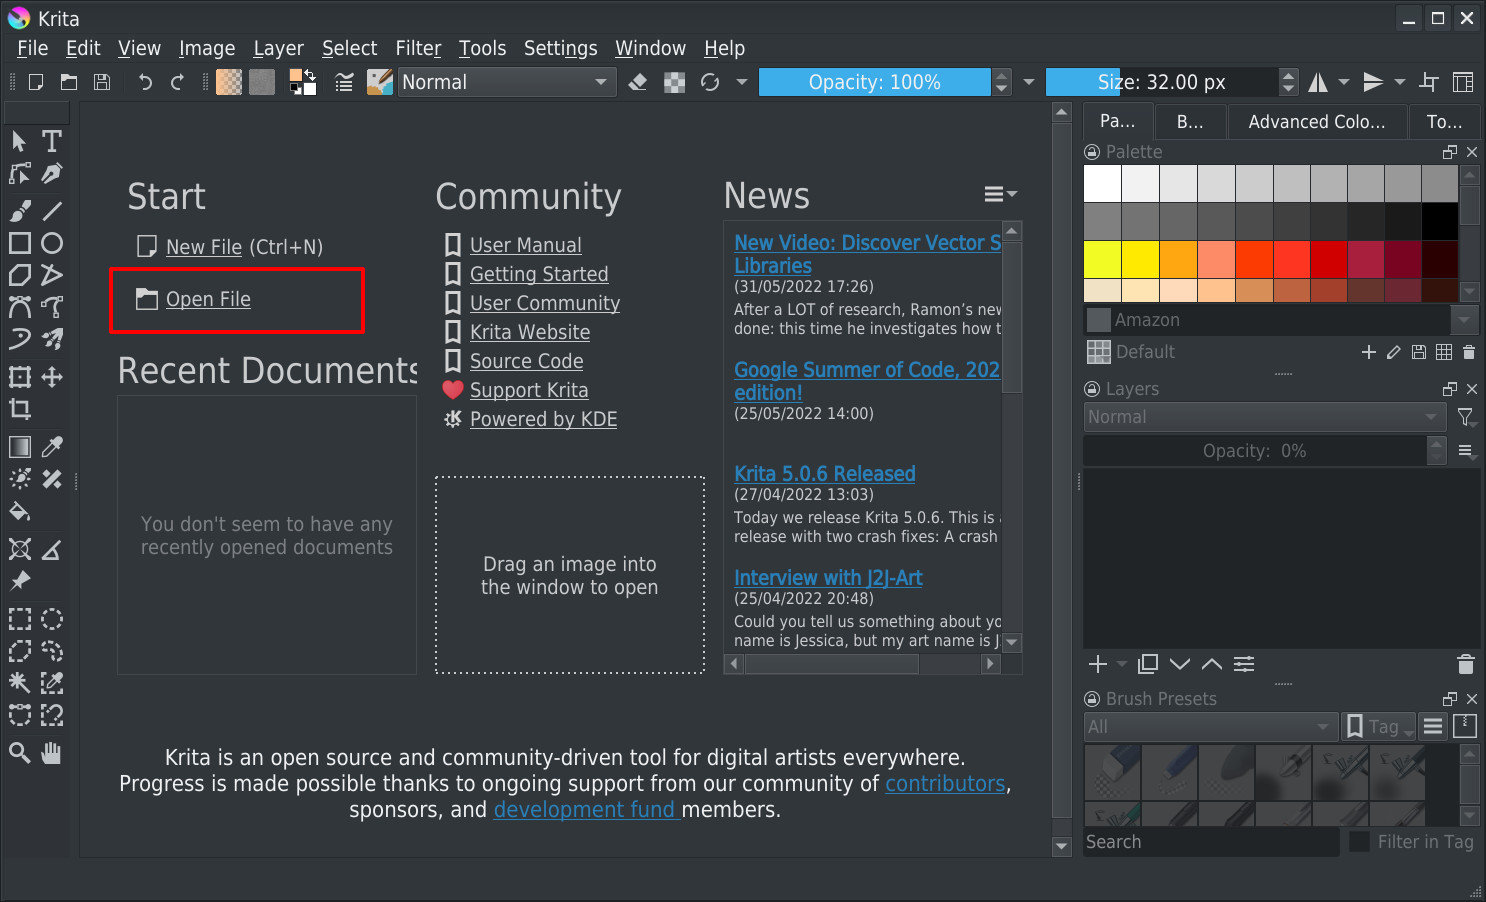 Krita
File Edit View Image Layer Select Filter Tools Settings Window Help
Normal
Opacity: 100%
Size: 32.00 px
Start
New File (Ctrl+N)
Open File
Recent Documents
You don't seem to have any
recently opened documents
Community
User Manual
Getting Started
User Community
Krita Website
Source Code
Support Krita
Powered by KDE
Drag an image into
the window to open
News
New Video: Discover Vector S
Libraries
(31/05/2022 17:26)
After a LOT of research, Ramon's new
done: this time he investigates how t
Google Summer of Code, 202
edition!
(25/05/2022 14:00)
Krita 5.0.6 Released
(27/04/2022 13:03)
Today we release Krita 5.0.6. This is
release with two crash fixes: A crash
Interview with J2J-Art
(25/04/2022 20:48)
Could you tell us something about yo
name is Jessica, but my art name is J
Krita is an open source and community-driven tool for digital artists everywhere.
Progress is made possible thanks to ongoing support from our community of contributors,
sponsors, and development fund members.
Pa... B... Advanced Colo... To...
Palette
Amazon
Default
Layers
Normal
Opacity: 0%
Brush Presets
All
Tag
Search
Filter in Tag